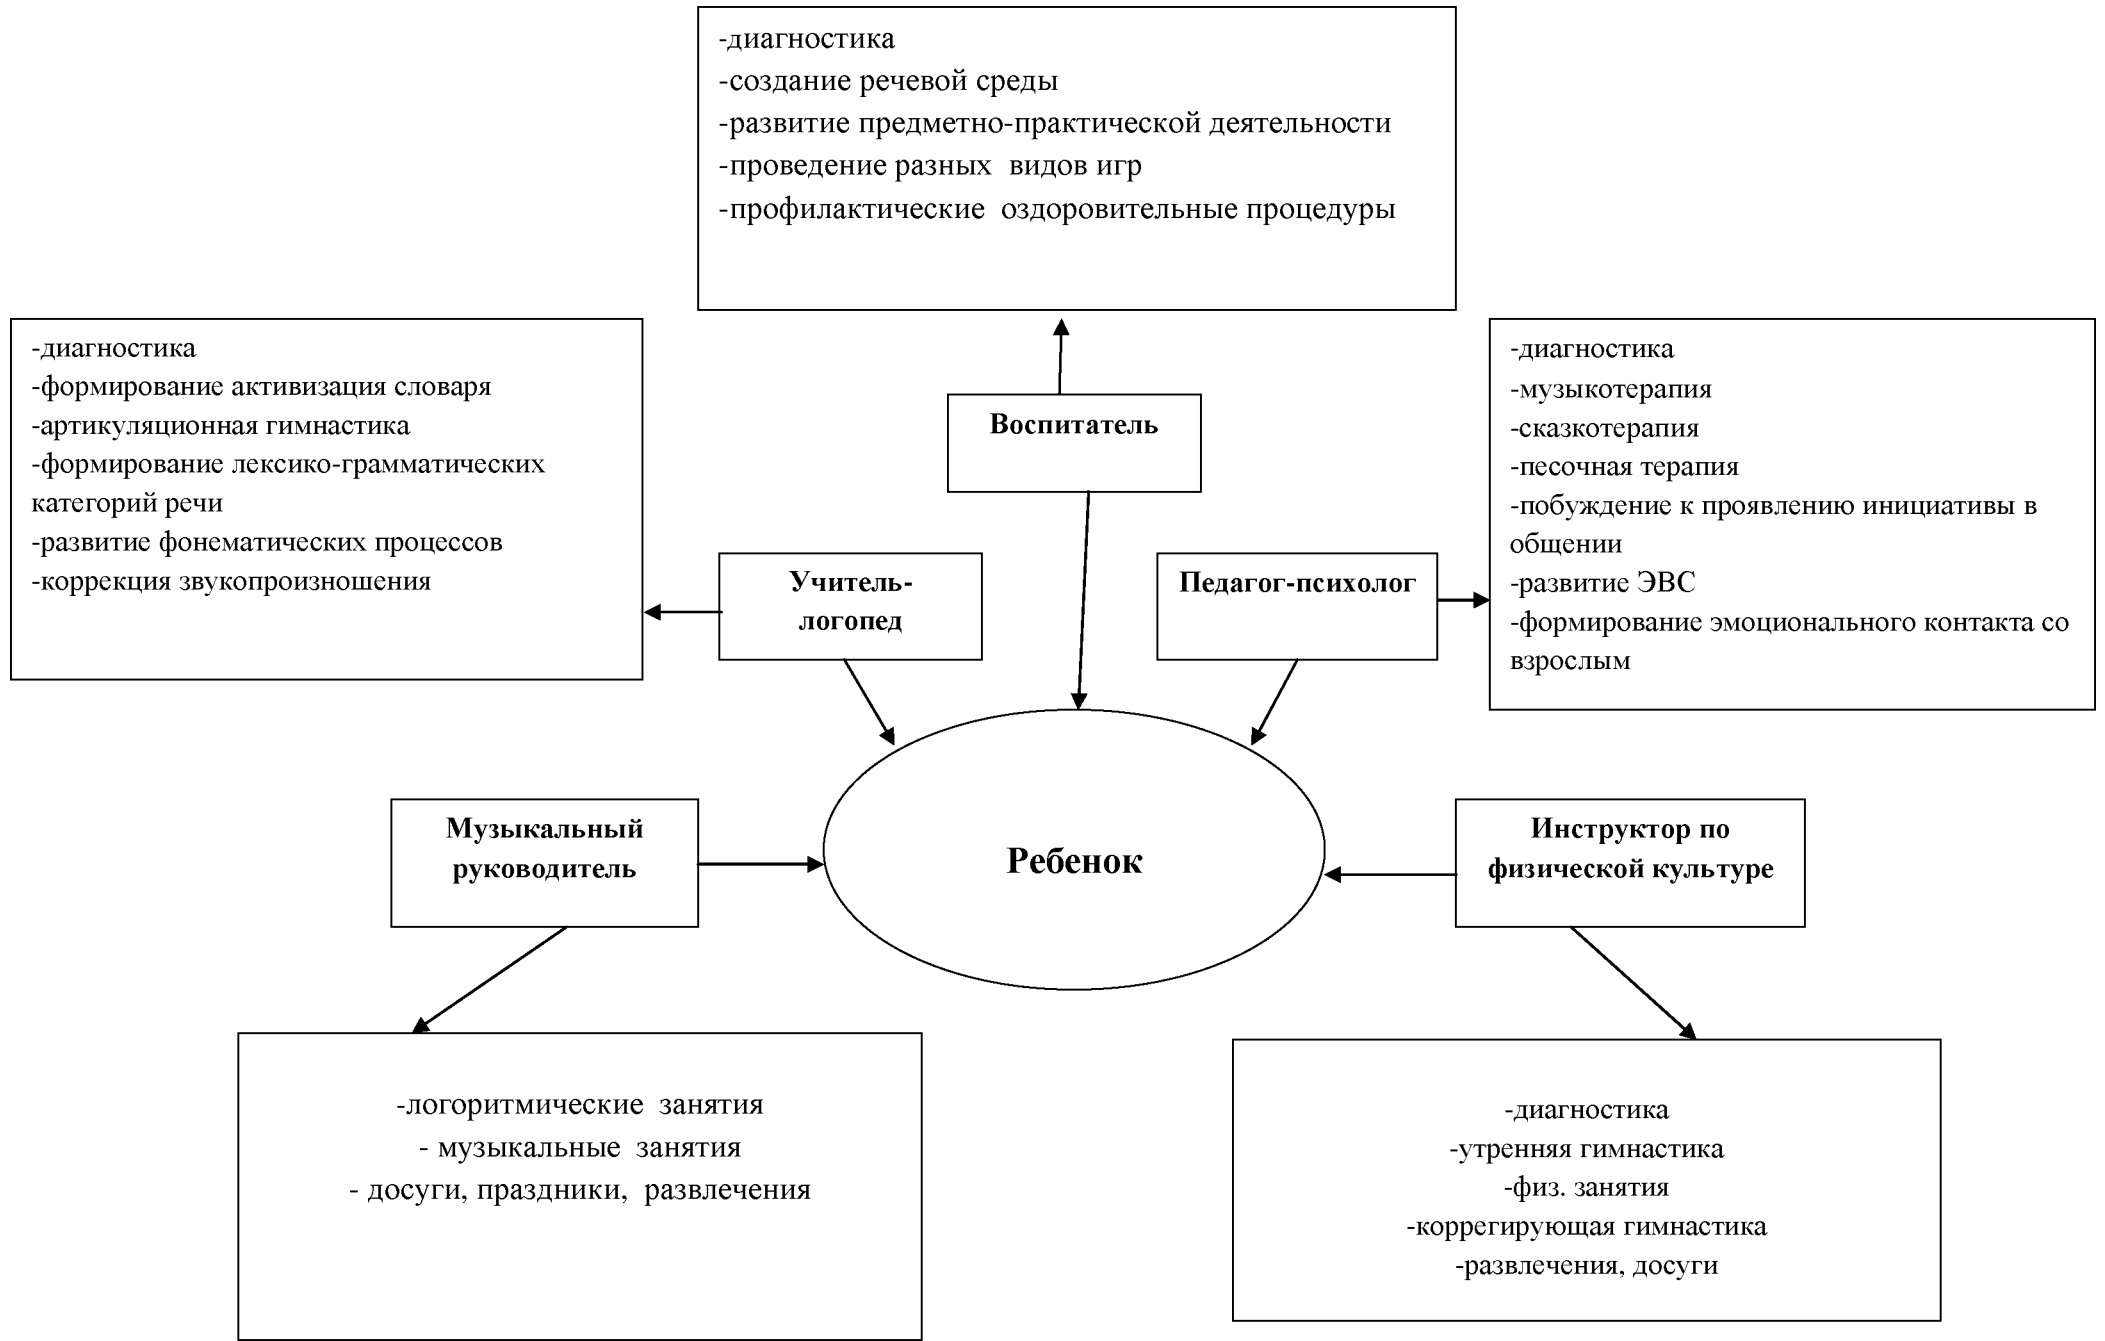 -диагностика
-создание речевой среды
-развитие предметно-практической деятельности
-проведение разных видов игр
-профилактические оздоровительные процедуры
-диагностика
-формирование активизация словаря
-артикуляционная гимнастика
-формирование лексико-грамматических
категорий речи
-развитие фонематических процессов
-коррекция звукопроизношения
Воспитатель
-диагностика
-музыкотерапия
-сказкотерапия
-песочная терапия
-побуждение к проявлению инициативы в
общении
-развитие ЭВС
-формирование эмоционального контакта со
взрослым
Учитель-
логопед
Педагог-психолог
Музыкальный
руководитель
Ребенок
Инструктор по
физической культуре
-логоритмические занятия
- музыкальные занятия
- досуги, праздники, развлечения
-диагностика
-утренняя гимнастика
-физ. занятия
-коррегирующая гимнастика
-развлечения, досуги